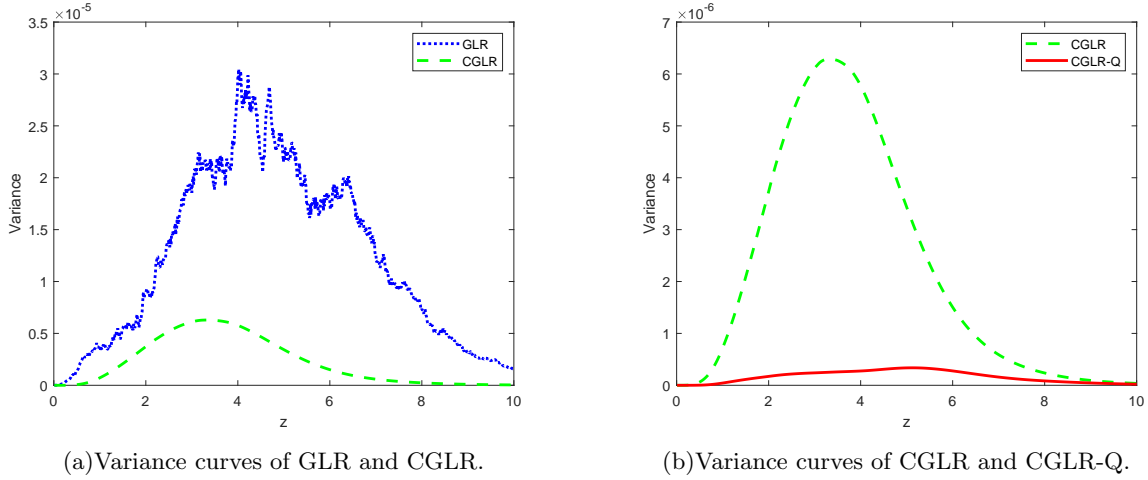 ×10⁻⁵
3.5
3
2.5
2
1.5
1
0.5
0
Variance
GLR
CGLR
0 2 4 6 8 10
z
(a)Variance curves of GLR and CGLR.
×10⁻⁶
7
6
5
4
3
2
1
0
Variance
CGLR
CGLR-Q
0 2 4 6 8 10
z
(b)Variance curves of CGLR and CGLR-Q.